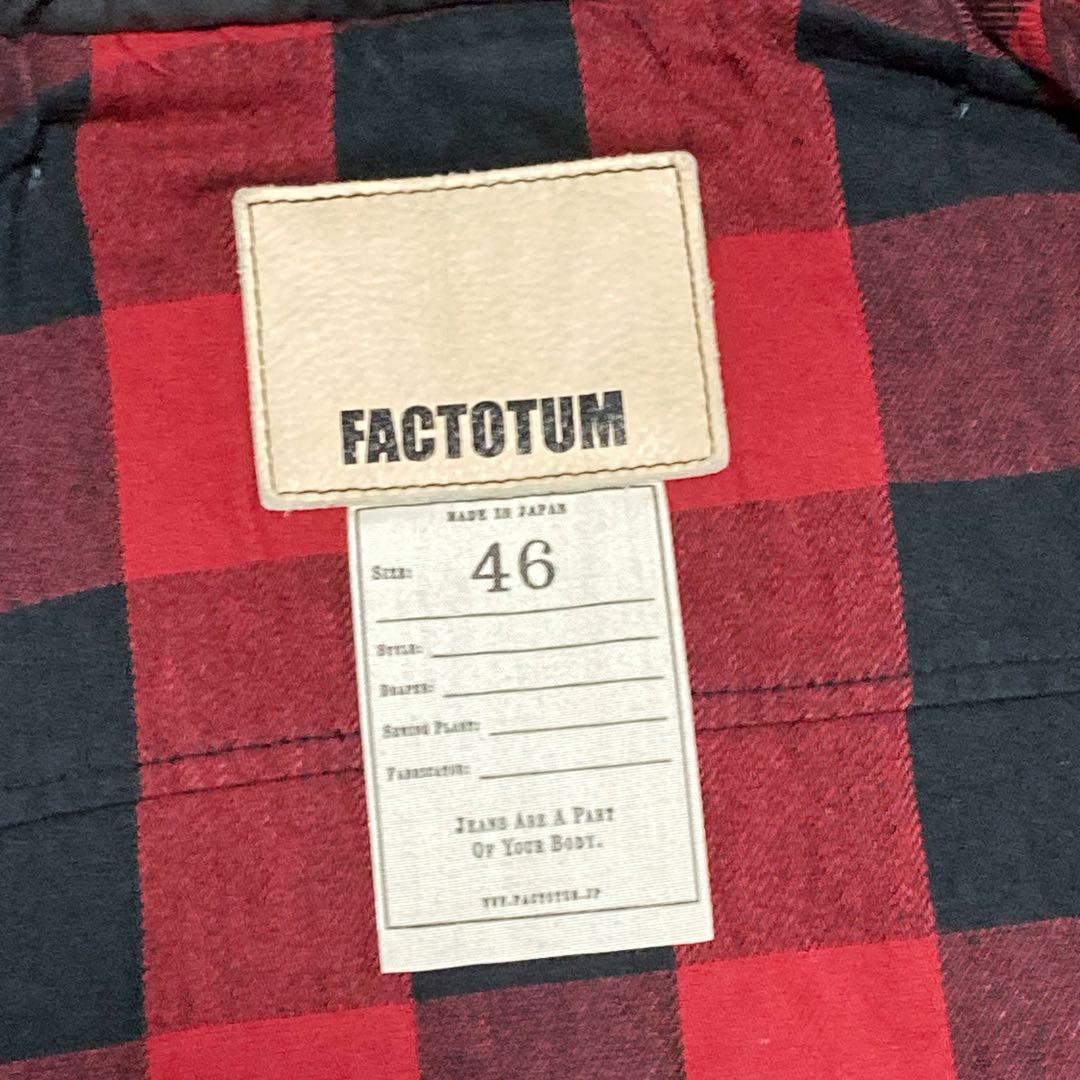 FACTOTUM
MADE IN JAPAN
SIZE: 46
STYLE:
DRAPER:
SEWING PLANT:
FABRICATOR:
JEANS ARE A PART
OF YOUR BODY.
WWW.FACTOTUM.JP